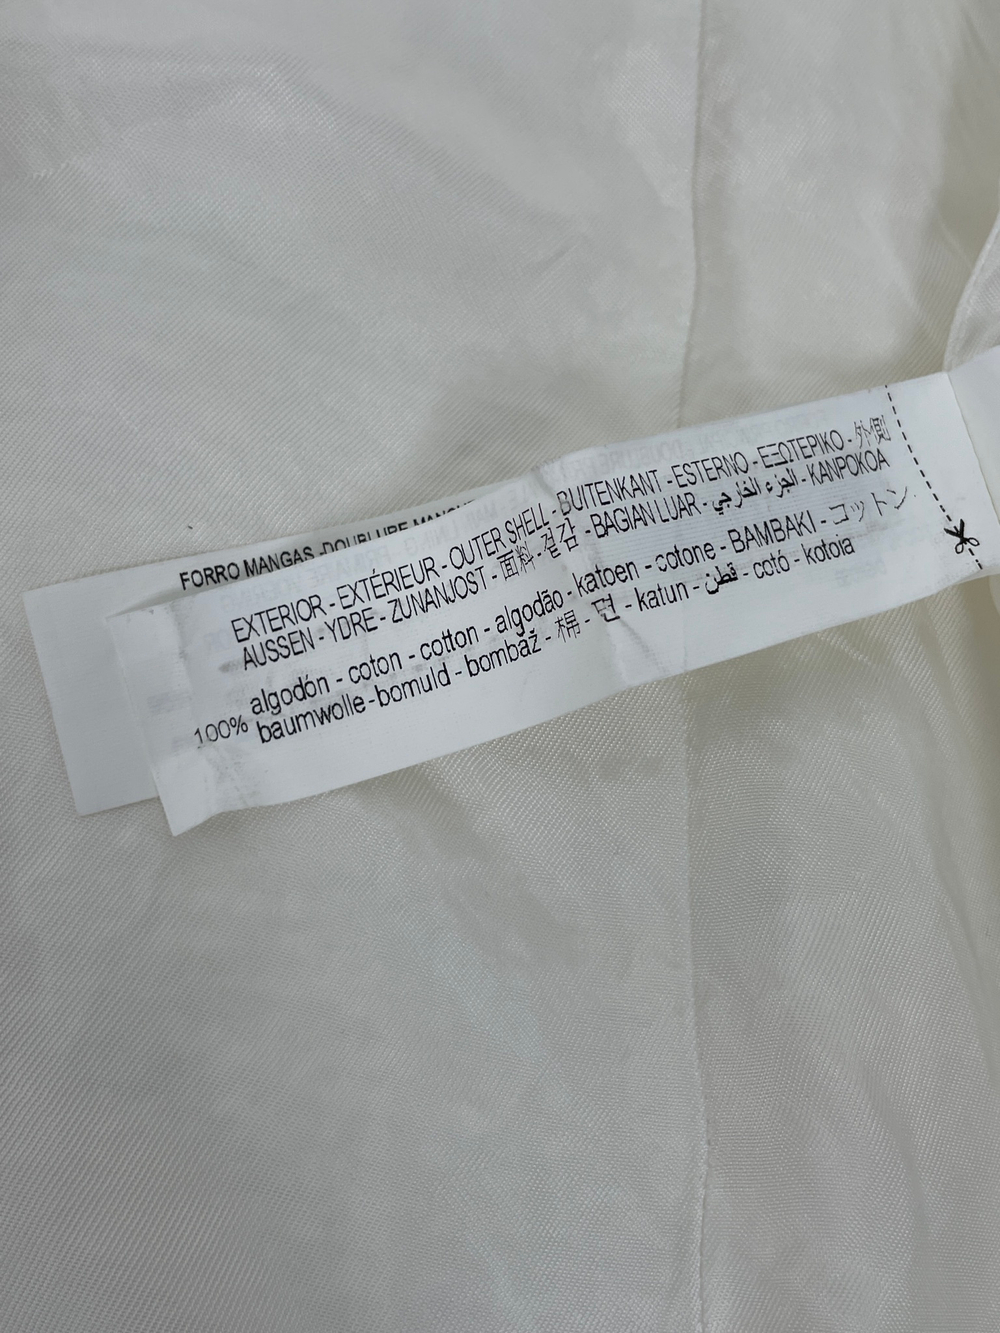 FORRO MANGAS - DOUBLURE
EXTERIOR - EXTÉRIEUR - OUTER SHELL - BUITENKANT - ESTERNO - ΕΞΩΤΕΡΙΚΟ - 外側
AUSSEN - YDRE - ZUNANJOST - 面料 - 겉감 - BAGIAN LUAR - الجزء الخارجي - KANPOKOA
algodón - coton - cotton - algodão - katoen - cotone - BAMBAKI - コットン
100%
baumwolle - bomuld - bombaž - 棉 - 면 - katun - قطن - cotó - kotoia